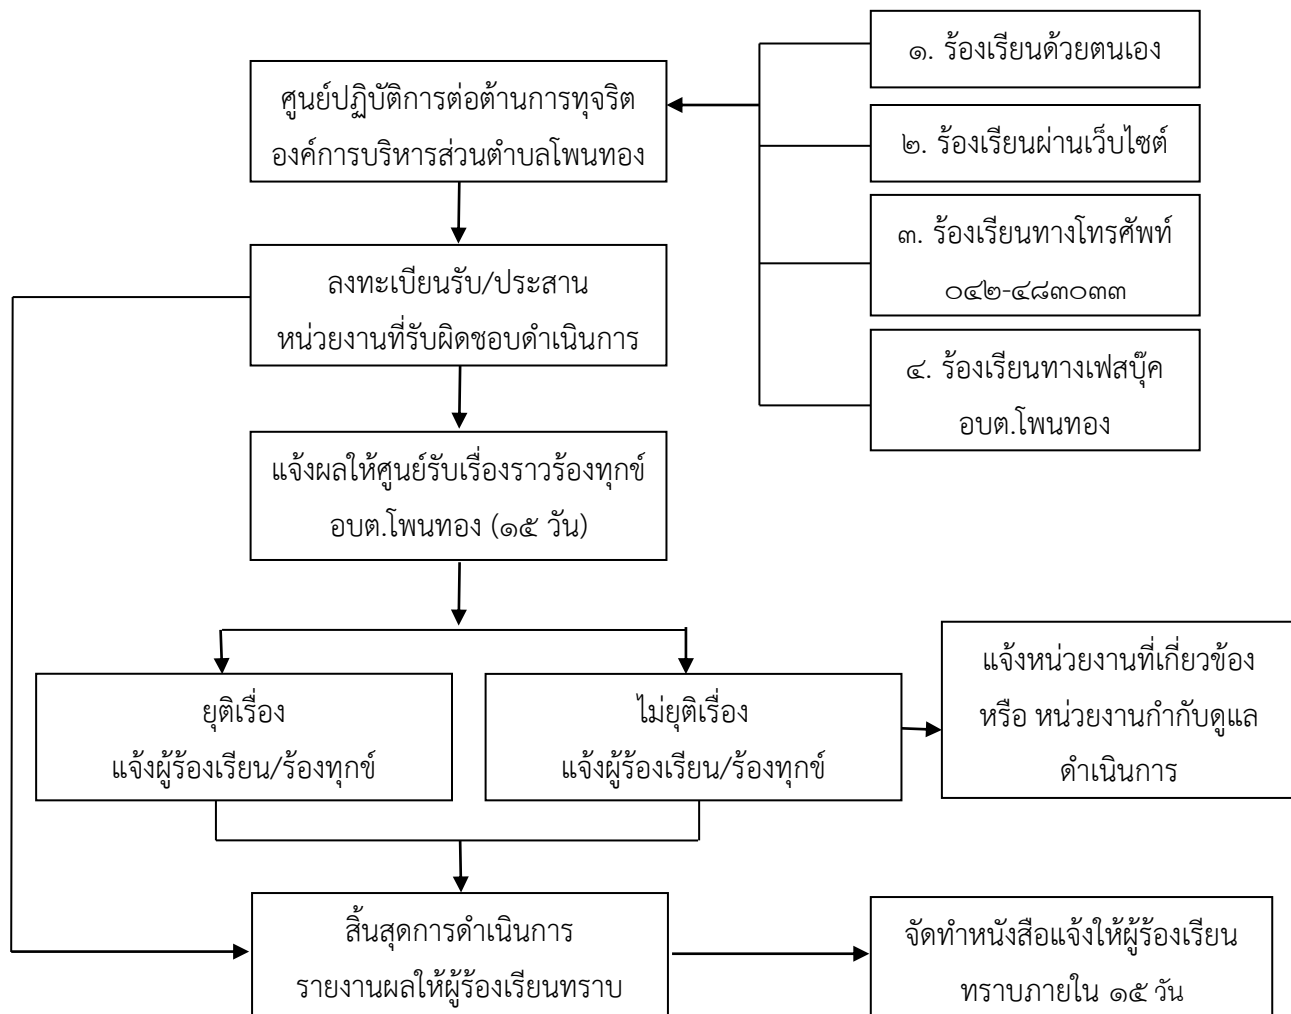 ๑. ร้องเรียนด้วยตนเอง
ศูนย์ปฏิบัติการต่อต้านการทุจริต
องค์การบริหารส่วนตำบลโพนทอง
๒. ร้องเรียนผ่านเว็บไซต์
๓. ร้องเรียนทางโทรศัพท์
๐๔๒-๔๘๓๐๓๓
ลงทะเบียนรับ/ประสาน
หน่วยงานที่รับผิดชอบดำเนินการ
๔. ร้องเรียนทางเฟสบุ๊ค
อบต.โพนทอง
แจ้งผลให้ศูนย์รับเรื่องราวร้องทุกข์
อบต.โพนทอง (๑๕ วัน)
ยุติเรื่อง
แจ้งผู้ร้องเรียน/ร้องทุกข์
ไม่ยุติเรื่อง
แจ้งผู้ร้องเรียน/ร้องทุกข์
แจ้งหน่วยงานที่เกี่ยวข้อง
หรือ หน่วยงานกำกับดูแล
ดำเนินการ
สิ้นสุดการดำเนินการ
รายงานผลให้ผู้ร้องเรียนทราบ
จัดทำหนังสือแจ้งให้ผู้ร้องเรียน
ทราบภายใน ๑๕ วัน